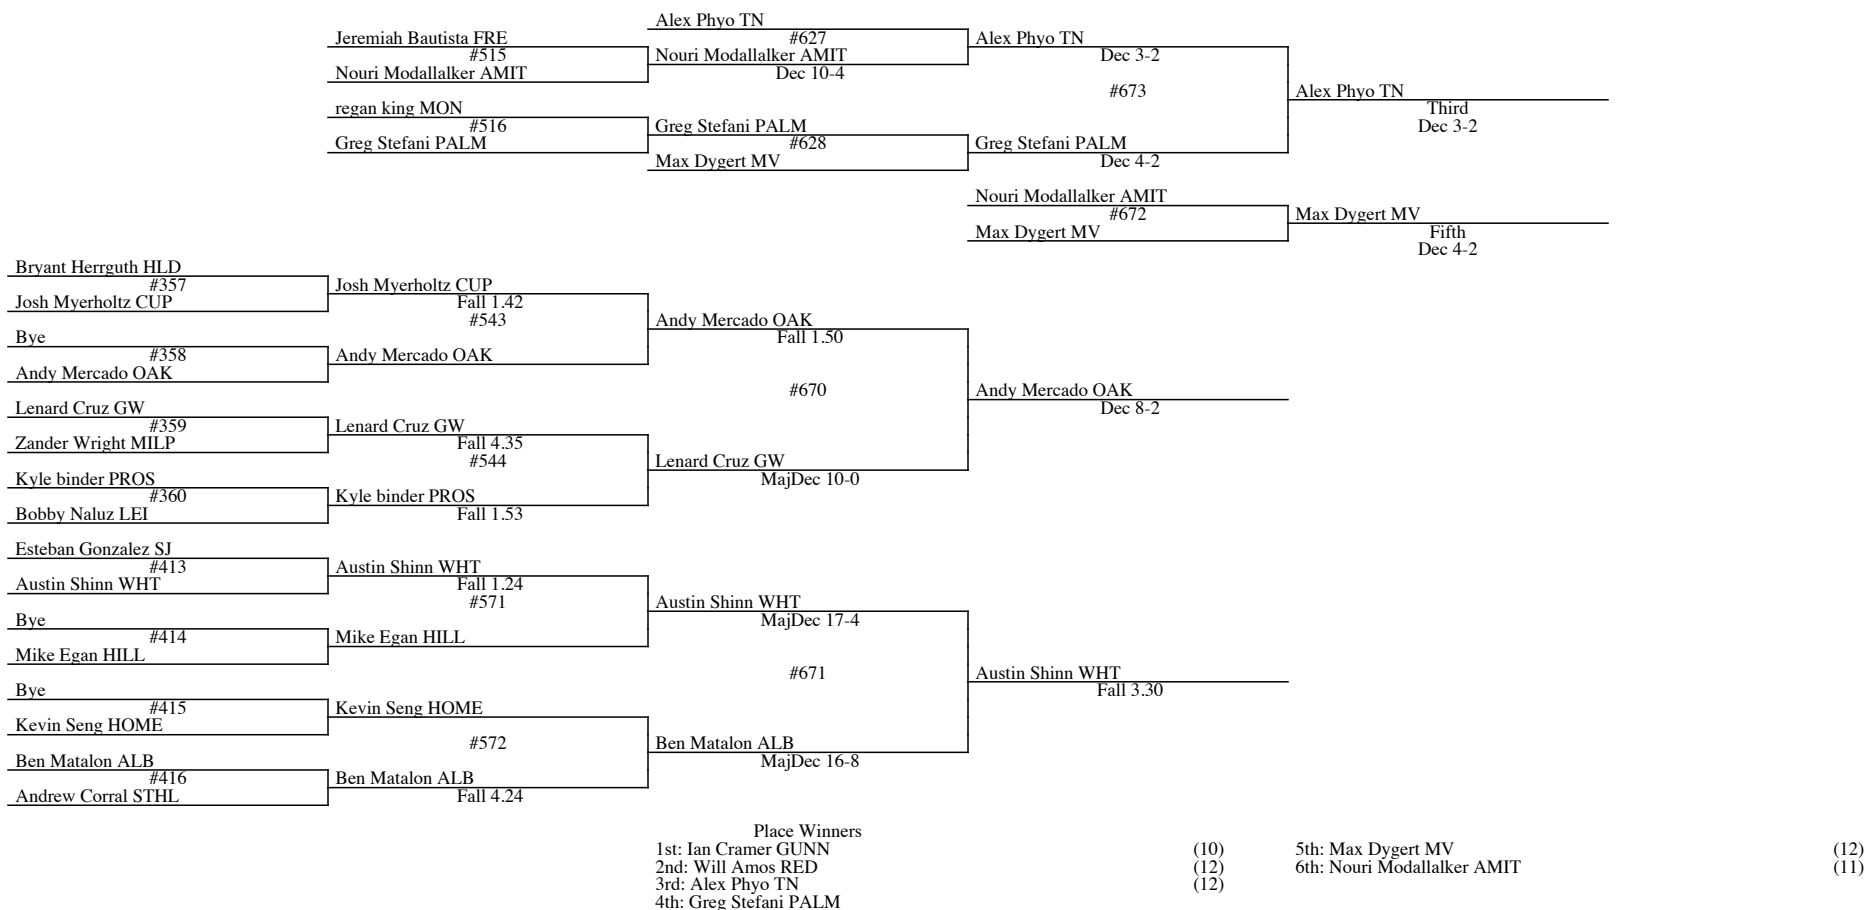 Alex Phyo TN
Jeremiah Bautista FRE
#627
Alex Phyo TN
#515
Nouri Modallalker AMIT
Dec 3-2
Nouri Modallalker AMIT
Dec 10-4
#673
Alex Phyo TN
regan king MON
Third
#516
Greg Stefani PALM
Dec 3-2
Greg Stefani PALM
#628
Greg Stefani PALM
Max Dygert MV
Dec 4-2
Nouri Modallalker AMIT
#672
Max Dygert MV
Max Dygert MV
Fifth
Dec 4-2
Bryant Herrguth HLD
#357
Josh Myerholtz CUP
Josh Myerholtz CUP
Fall 1.42
#543
Andy Mercado OAK
Bye
Fall 1.50
#358
Andy Mercado OAK
Andy Mercado OAK
#670
Andy Mercado OAK
Lenard Cruz GW
Dec 8-2
#359
Lenard Cruz GW
Zander Wright MILP
Fall 4.35
#544
Lenard Cruz GW
Kyle binder PROS
MajDec 10-0
#360
Kyle binder PROS
Bobby Naluz LEI
Fall 1.53
Esteban Gonzalez SJ
#413
Austin Shinn WHT
Austin Shinn WHT
Fall 1.24
#571
Austin Shinn WHT
Bye
MajDec 17-4
#414
Mike Egan HILL
Mike Egan HILL
#671
Austin Shinn WHT
Bye
Fall 3.30
#415
Kevin Seng HOME
Kevin Seng HOME
#572
Ben Matalon ALB
Ben Matalon ALB
MajDec 16-8
#416
Ben Matalon ALB
Andrew Corral STHL
Fall 4.24
Place Winners
1st: Ian Cramer GUNN (10) 5th: Max Dygert MV (12)
2nd: Will Amos RED (12) 6th: Nouri Modallalker AMIT (11)
3rd: Alex Phyo TN (12)
4th: Greg Stefani PALM